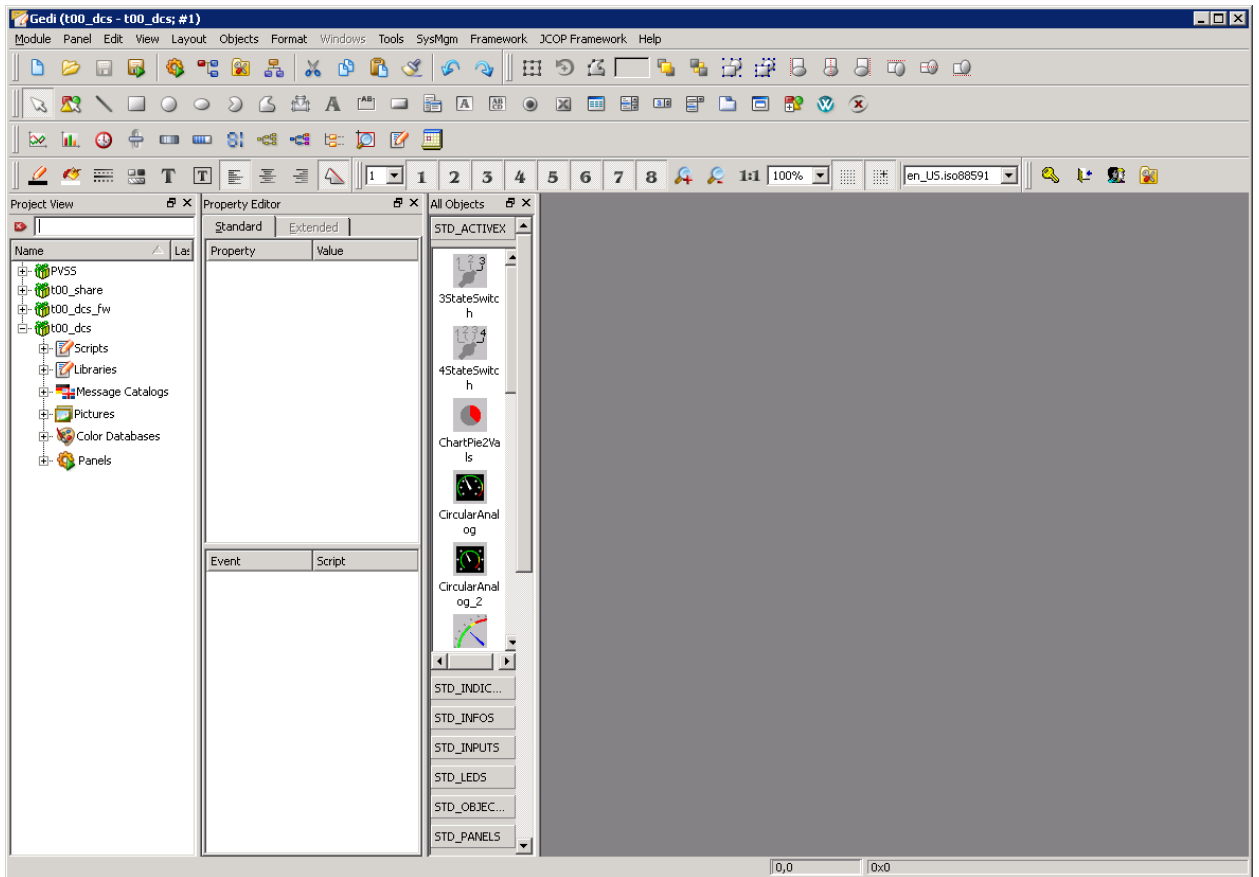 Gedi (t00_dcs - t00_dcs; #1)
Module Panel Edit View Layout Objects Format Windows Tools SysMgm Framework JCOP Framework Help
1 1 2 3 4 5 6 7 8 1:1 100% en_US.iso88591
Project View
Name Las
PVSS
t00_share
t00_dcs_fw
t00_dcs
Scripts
Libraries
Message Catalogs
Pictures
Color Databases
Panels
Property Editor
Standard Extended
Property Value
Event Script
All Objects
STD_ACTIVEX
3StateSwitc
h
4StateSwitc
h
ChartPie2Va
ls
CircularAnal
og
CircularAnal
og_2
STD_INDIC...
STD_INFOS
STD_INPUTS
STD_LEDS
STD_OBJEC...
STD_PANELS
0,0 0x0